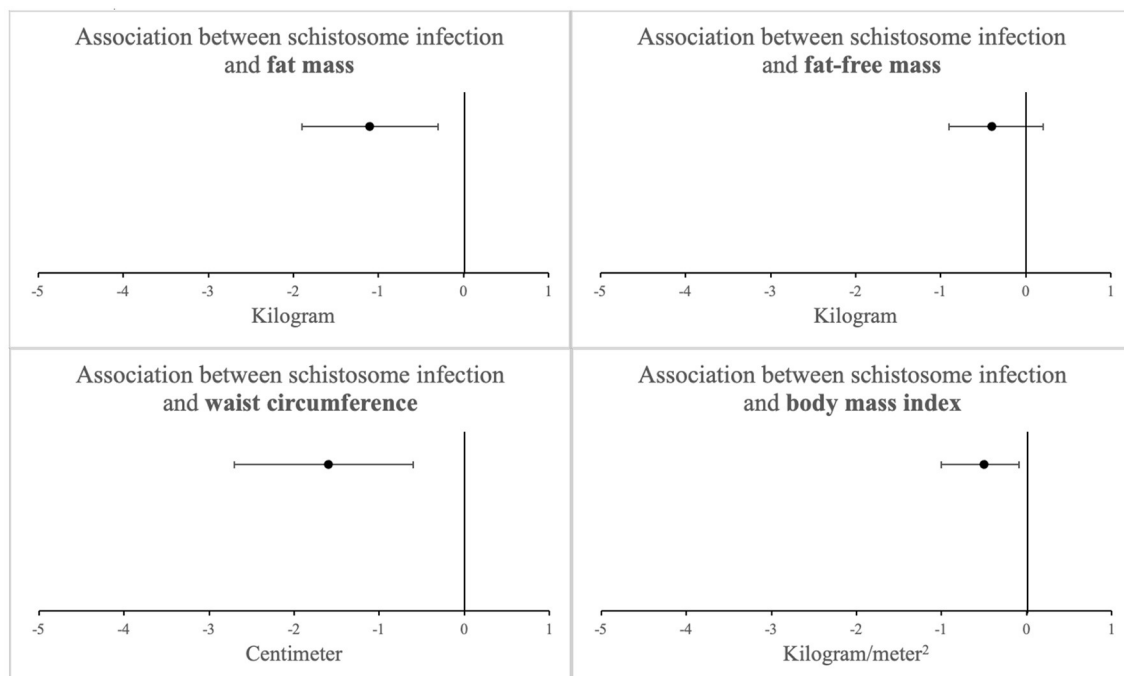 Association between schistosome infection
and fat mass
-5 -4 -3 -2 -1 0 1
Kilogram
Association between schistosome infection
and fat-free mass
-5 -4 -3 -2 -1 0 1
Kilogram
Association between schistosome infection
and waist circumference
-5 -4 -3 -2 -1 0 1
Centimeter
Association between schistosome infection
and body mass index
-5 -4 -3 -2 -1 0 1
Kilogram/meter²